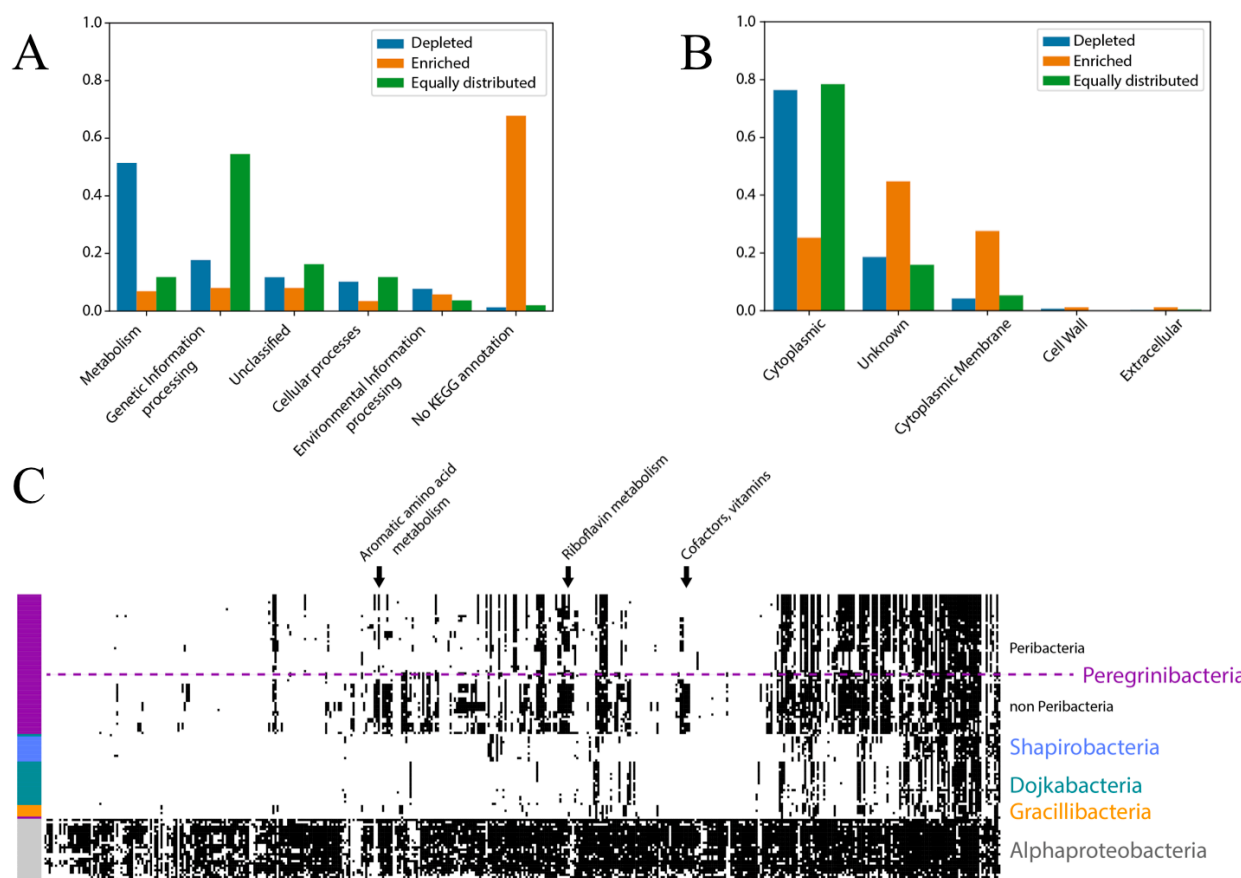 A
1.0
0.8
0.6
0.4
0.2
0.0
Depleted
Enriched
Equally distributed
Metabolism
Genetic Information
processing
Unclassified
Cellular processes
Environmental Information
processing
No KEGG annotation
B
1.0
0.8
0.6
0.4
0.2
0.0
Depleted
Enriched
Equally distributed
Cytoplasmic
Unknown
Cytoplasmic Membrane
Cell Wall
Extracellular
C
Aromatic amino acid
metabolism
Riboflavin metabolism
Cofactors, vitamins
Peribacteria
Peregrinibacteria
non Peribacteria
Shapirobacteria
Dojkabacteria
Gracillibacteria
Alphaproteobacteria